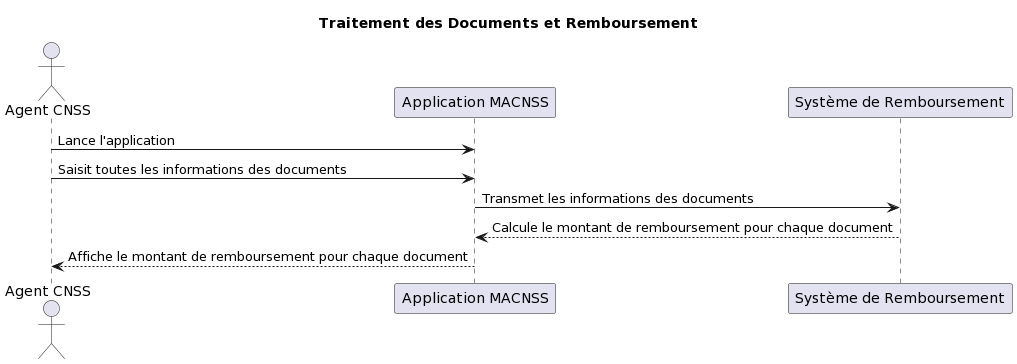 Traitement des Documents et Remboursement
Agent CNSS
Application MACNSS
Système de Remboursement
Lance l'application
Saisit toutes les informations des documents
Transmet les informations des documents
Calcule le montant de remboursement pour chaque document
Affiche le montant de remboursement pour chaque document
Agent CNSS
Application MACNSS
Système de Remboursement